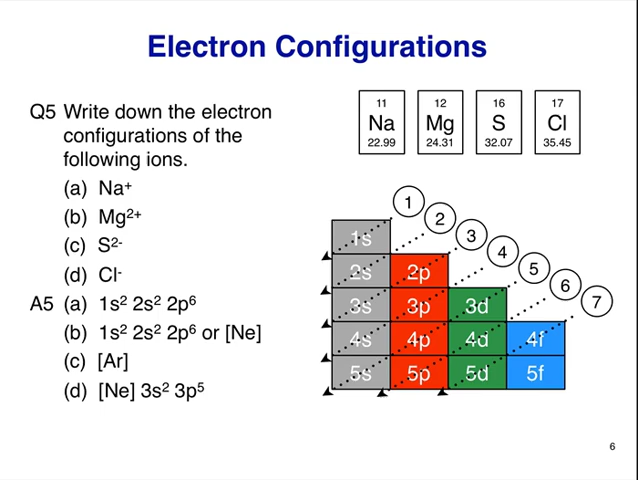 Electron Configurations
Q5 Write down the electron
configurations of the
following ions.
(a) Na⁺
(b) Mg²⁺
(c) S²⁻
(d) Cl⁻
A5 (a) 1s² 2s² 2p⁶
(b) 1s² 2s² 2p⁶ or [Ne]
(c) [Ar]
(d) [Ne] 3s² 3p⁵
11 12 16 17
Na Mg S Cl
22.99 24.31 32.07 35.45
1
2
3
4
5
6
7
1s
2s 2p
3s 3p 3d
4s 4p 4d 4f
5s 5p 5d 5f
6